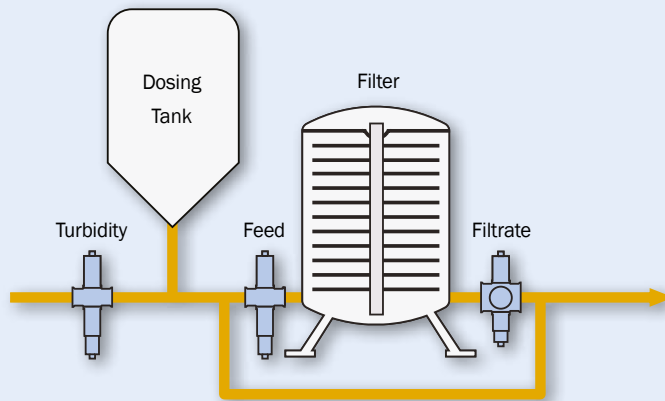 Dosing
Tank
Filter
Turbidity
Feed
Filtrate